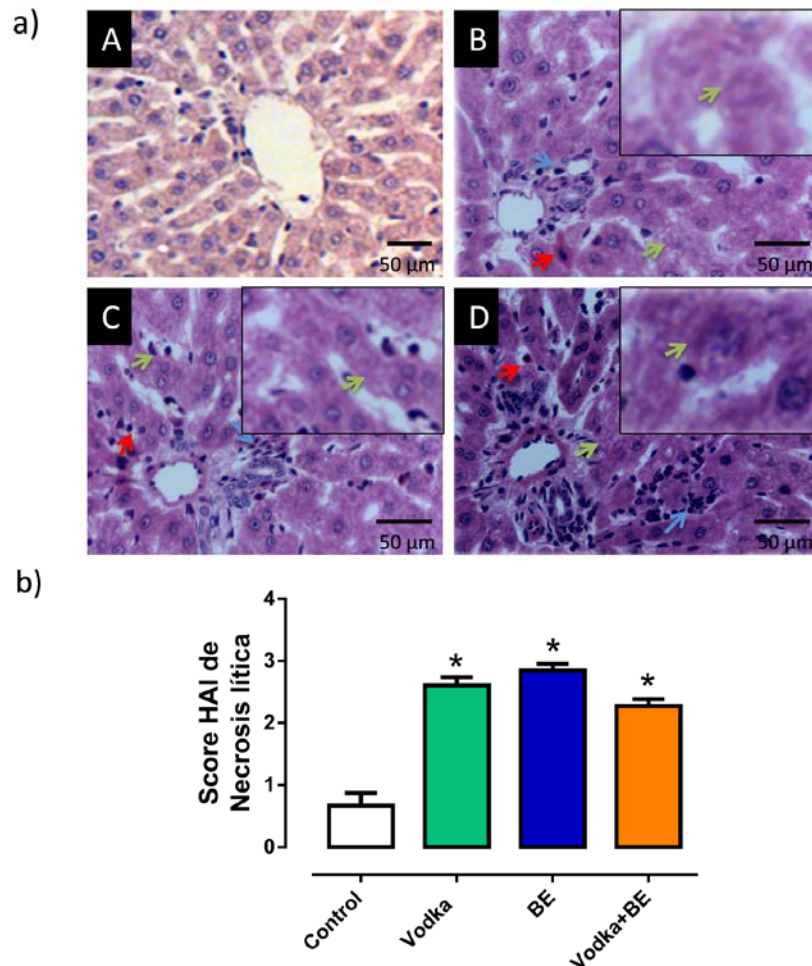 a)
A
50 µm
B
50 µm
C
50 µm
D
50 µm
b)
Score HAI de
Necrosis lítica
4
3
2
1
0
*
*
*
Control
Vodka
BE
Vodka+BE